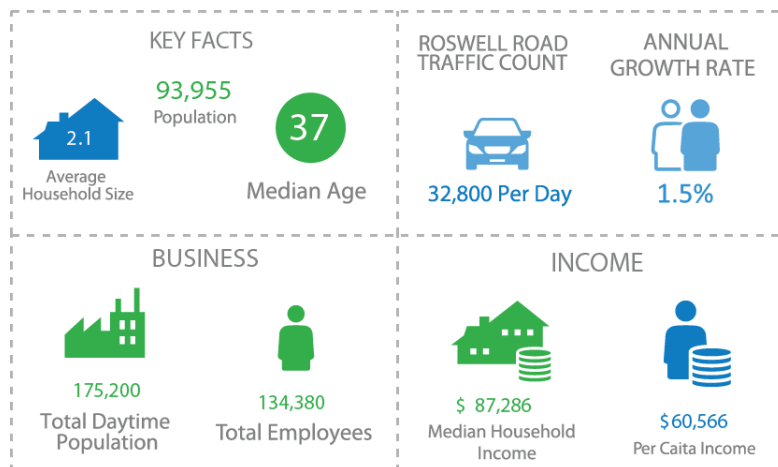 KEY FACTS
93,955
Population
2.1
Average
Household Size
37
Median Age
ROSWELL ROAD
TRAFFIC COUNT
32,800 Per Day
ANNUAL
GROWTH RATE
1.5%
BUSINESS
175,200
Total Daytime
Population
134,380
Total Employees
INCOME
$ 87,286
Median Household
Income
$60,566
Per Caita Income